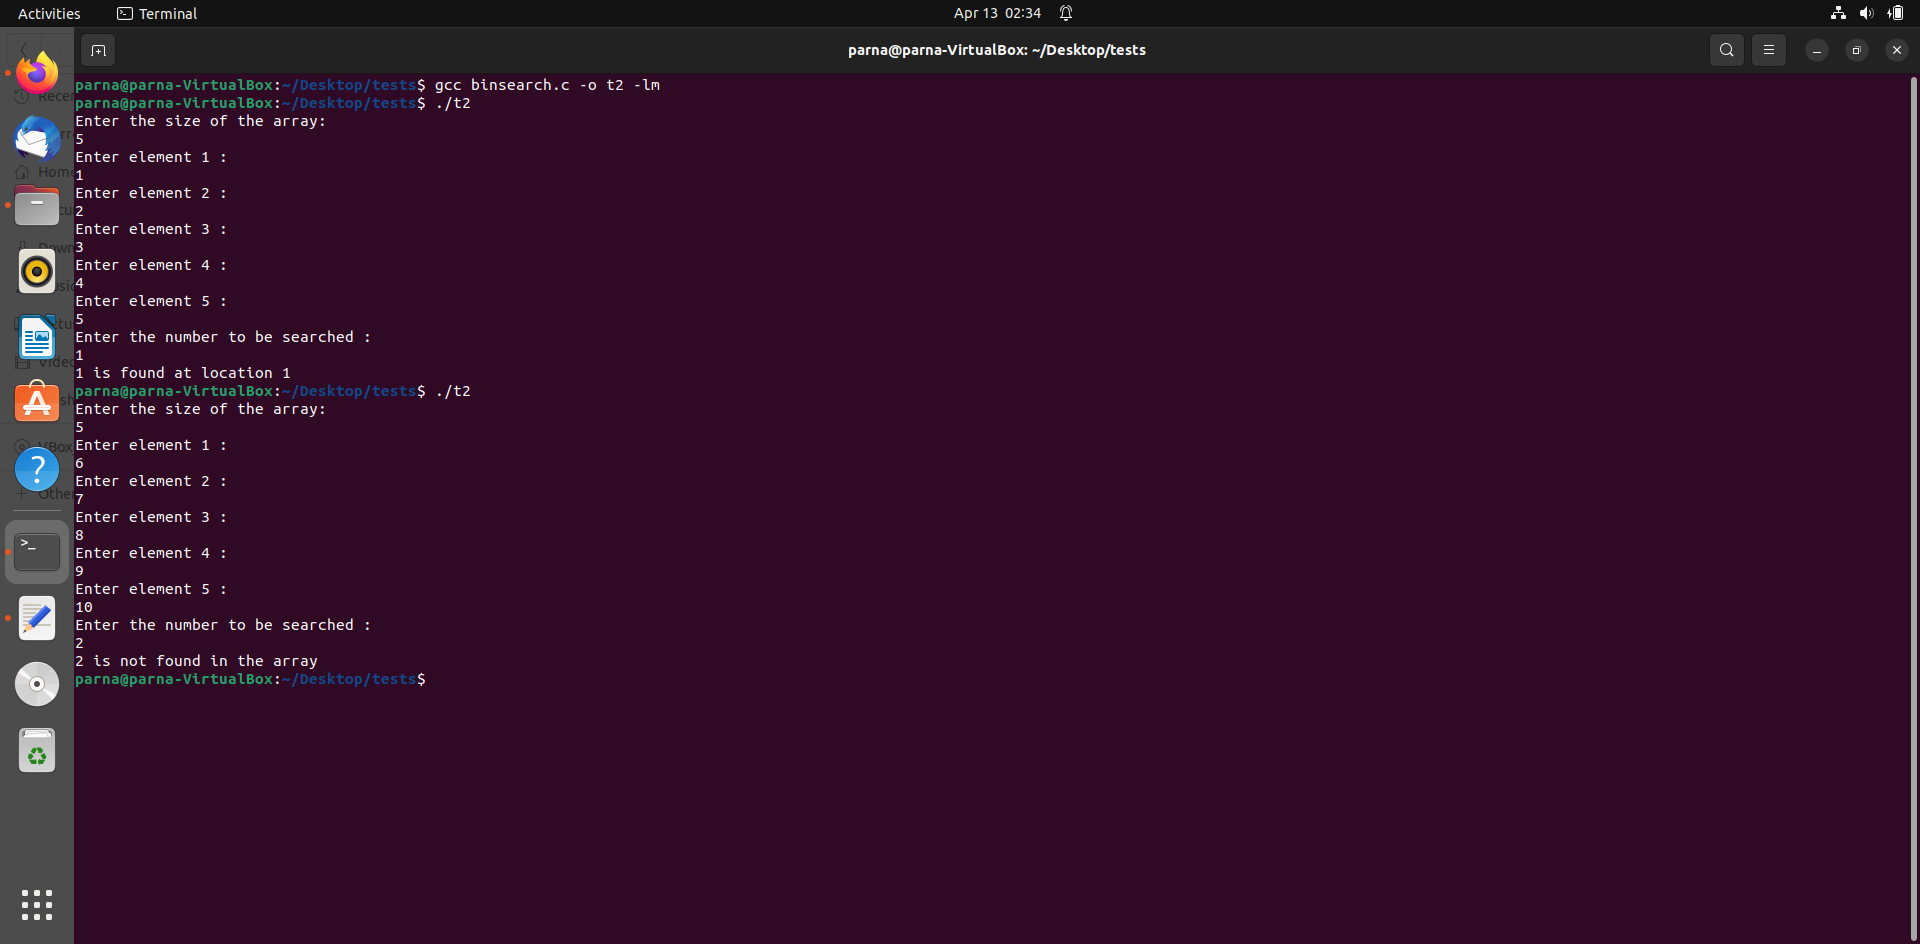 Activities Terminal Apr 13 02:34
parna@parna-VirtualBox: ~/Desktop/tests
parna@parna-VirtualBox:~/Desktop/tests$ gcc binsearch.c -o t2 -lm
parna@parna-VirtualBox:~/Desktop/tests$ ./t2
Enter the size of the array:
5
Enter element 1 :
1
Enter element 2 :
2
Enter element 3 :
3
Enter element 4 :
4
Enter element 5 :
5
Enter the number to be searched :
1
1 is found at location 1
parna@parna-VirtualBox:~/Desktop/tests$ ./t2
Enter the size of the array:
5
Enter element 1 :
6
Enter element 2 :
7
Enter element 3 :
8
Enter element 4 :
9
Enter element 5 :
10
Enter the number to be searched :
2
2 is not found in the array
parna@parna-VirtualBox:~/Desktop/tests$
Home